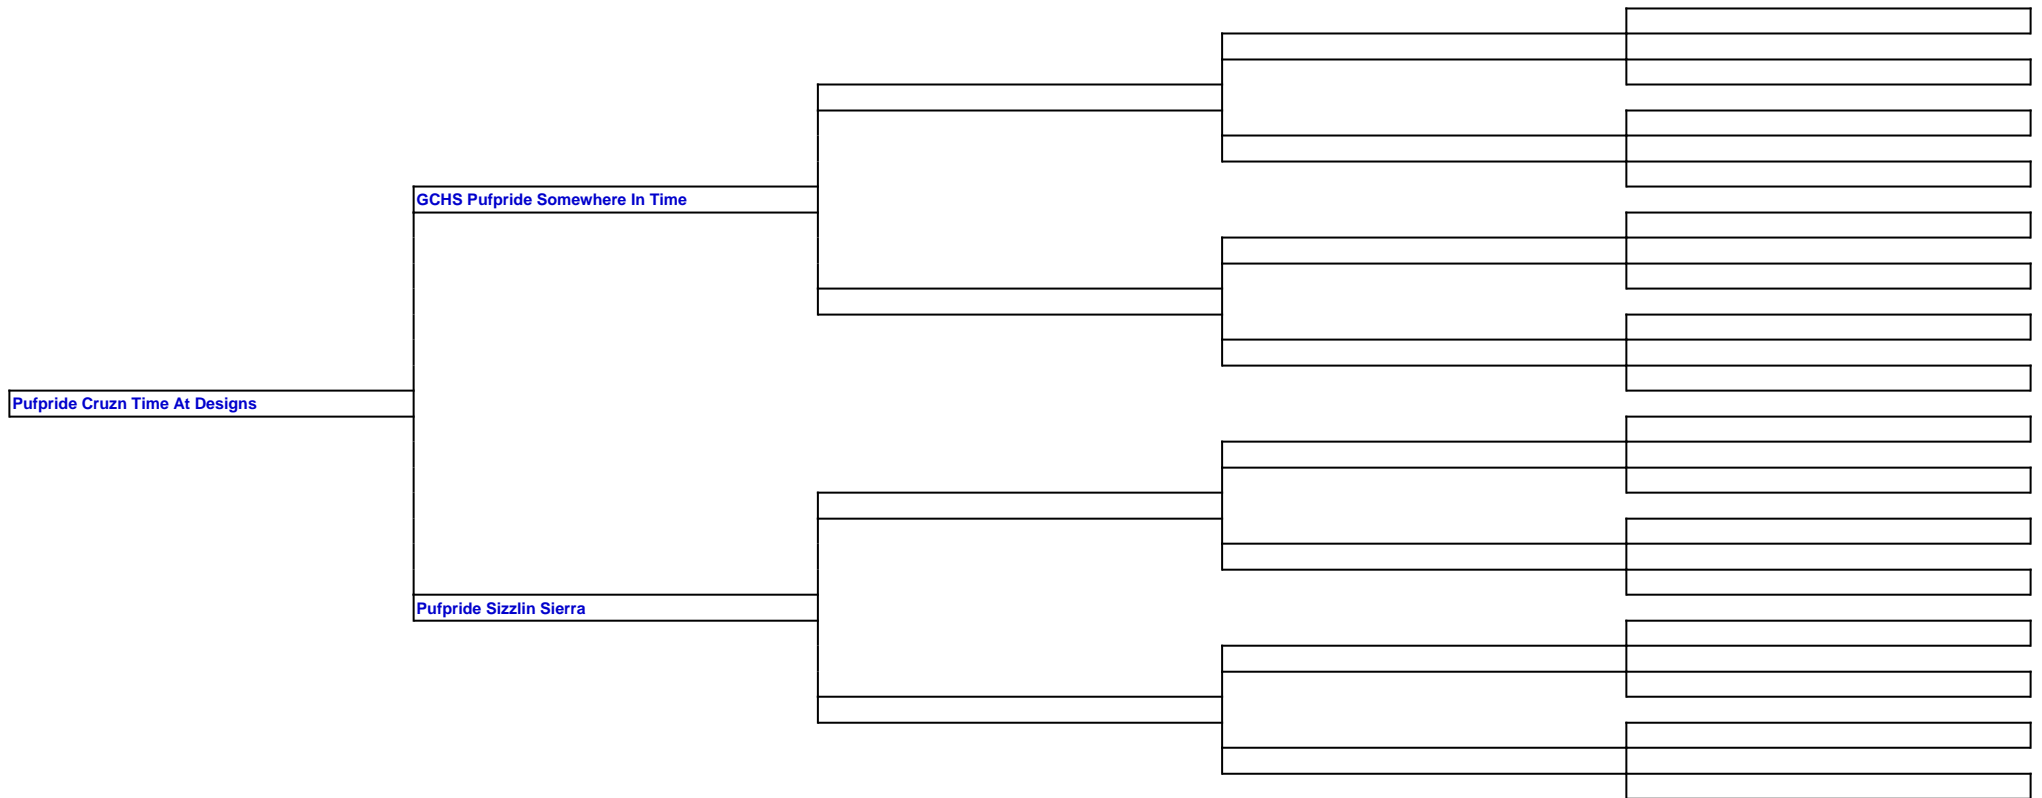 GCHS Pufpride Somewhere In Time
Pufpride Cruzn Time At Designs
Pufpride Sizzlin Sierra